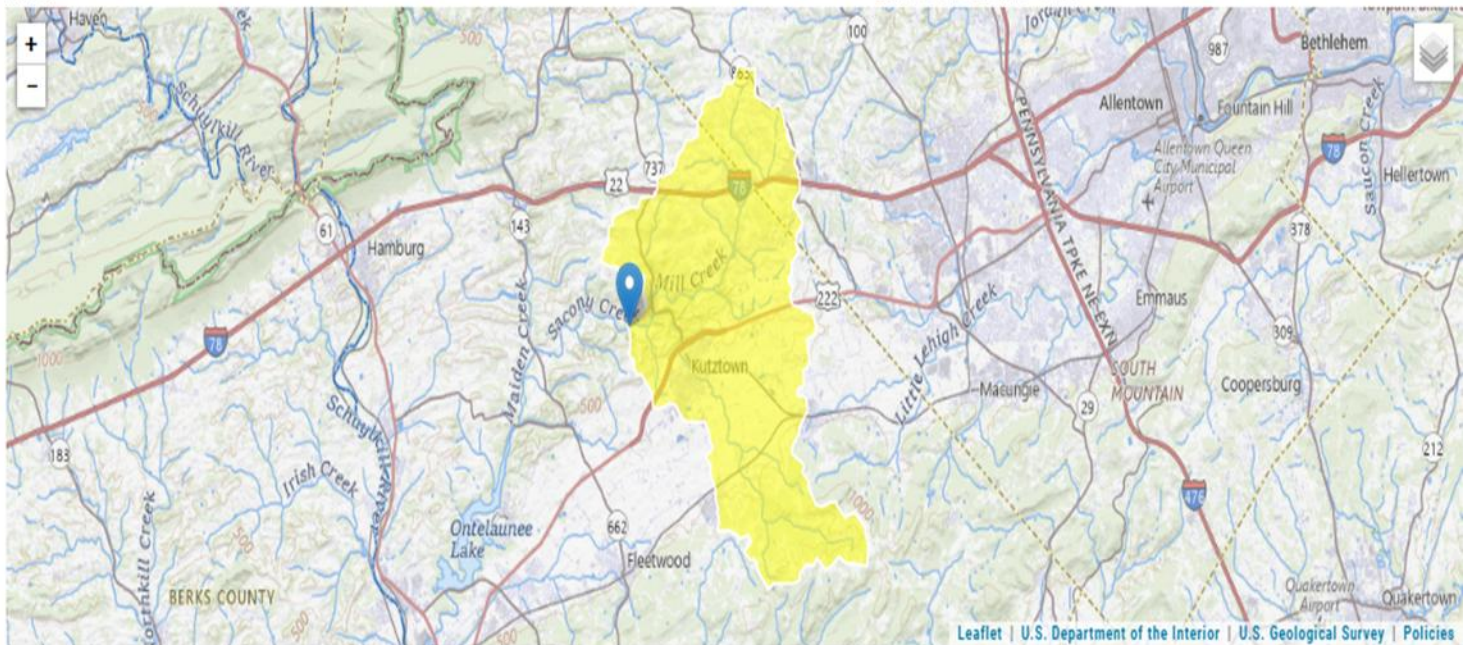 Haven
500
Jordan Creek
100
987
Bethlehem
+
−
Schuylkill
River
Allentown
Fountain Hill
Saucon Creek
Allentown Queen
City Municipal
Airport
78
Hellertown
737
22
78
PENNSYLVANIA TPKE NE EXN
143
61
Hamburg
378
Mill Creek
Sacony Creek
222
Maiden Creek
Emmaus
Little Lehigh Creek
309
78
1000
Kutztown
SOUTH
MOUNTAIN
Macungie
Coopersburg
500
29
183
Schuylkill River
212
Irish Creek
476
1000
Ontelaunee
Lake
662
Fleetwood
500
Northkill Creek
BERKS COUNTY
500
Quakertown
Airport
Quakertown
Leaflet | U.S. Department of the Interior | U.S. Geological Survey | Policies